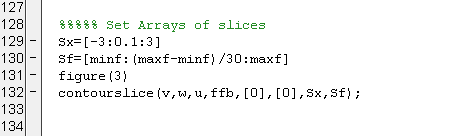 127
128 %%%%% Set Arrays of slices
129 - Sx=[-3:0.1:3]
130 - Sf=[minf:(maxf-minf)/30:maxf]
131 - figure(3)
132 - contourslice(v,w,u,ffb,[0],[0],Sx,Sf);
133
134